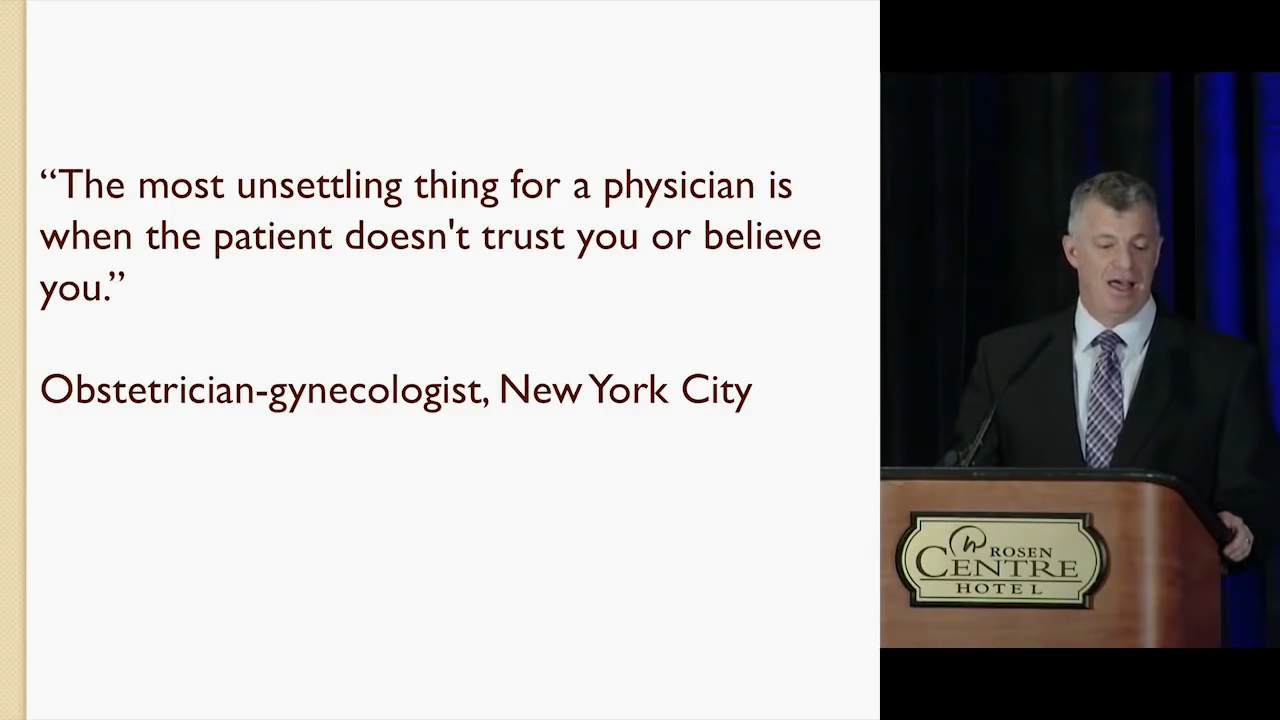 “The most unsettling thing for a physician is
when the patient doesn't trust you or believe
you.”
Obstetrician-gynecologist, New York City
ROSEN
CENTRE
HOTEL